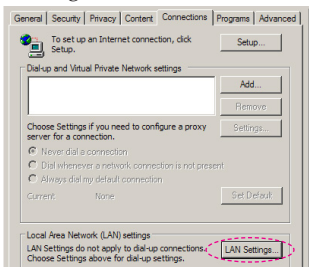 General Security Privacy Content Connections Programs Advanced
To set up an Internet connection, click Setup.
Setup...
Dial-up and Virtual Private Network settings
Add...
Remove
Choose Settings if you need to configure a proxy server for a connection.
Settings...
Never dial a connection
Dial whenever a network connection is not present
Always dial my default connection
Current None
Set Default
Local Area Network (LAN) settings
LAN Settings do not apply to dial-up connections. Choose Settings above for dial-up settings.
LAN Settings...